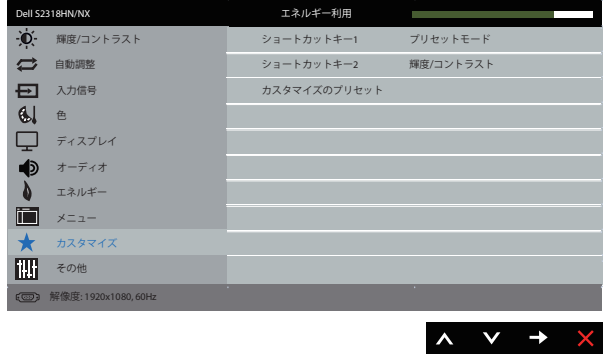 Dell S2318HN/NX
エネルギー利用
輝度/コントラスト
ショートカットキー1
プリセットモード
自動調整
ショートカットキー2
輝度/コントラスト
入力信号
カスタマイズのプリセット
色
ディスプレイ
オーディオ
エネルギー
メニュー
カスタマイズ
その他
解像度: 1920x1080, 60Hz